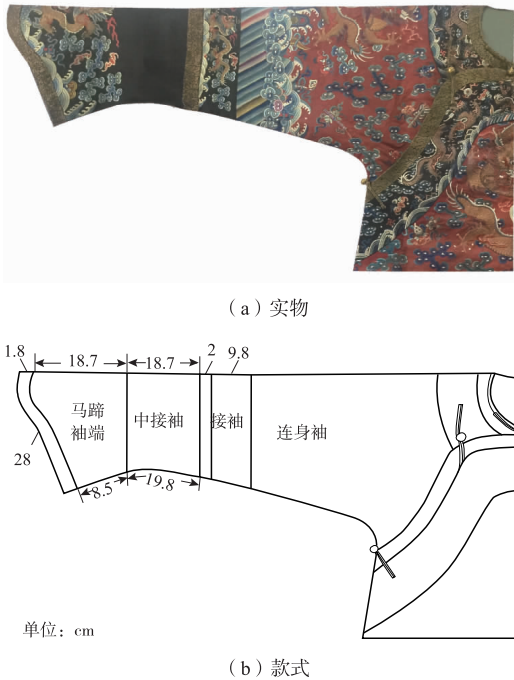 (a)实物
1.8 18.7 18.7 2 9.8
马蹄
袖端
中接袖
接袖
连身袖
28
8.5
19.8
单位：cm
(b)款式